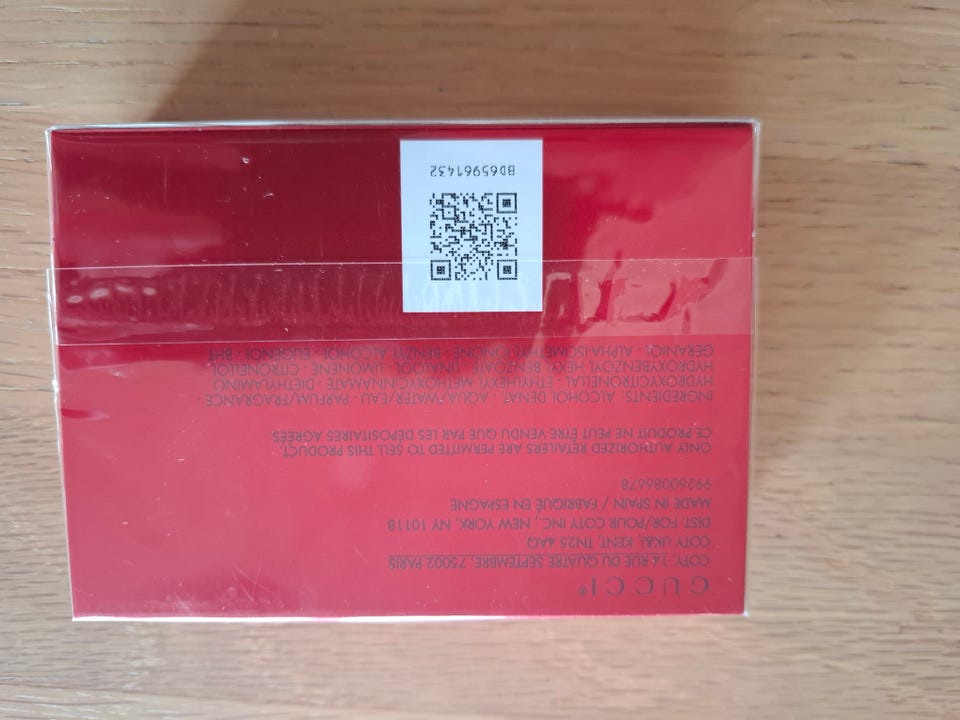 GUCCI®
COTY, 14 RUE DU QUATRE SEPTEMBRE, 75002 PARIS
COTY UK&I, KENT, TN25 4AQ
DIST. FOR/POUR COTY INC., NEW YORK, NY 10118
MADE IN SPAIN / FABRIQUÉ EN ESPAGNE
99260086678
ONLY AUTHORIZED RETAILERS ARE PERMITTED TO SELL THIS PRODUCT.
CE PRODUIT NE PEUT ÊTRE VENDU QUE PAR LES DÉPOSITAIRES AGRÉÉS
INGREDIENTS: ALCOHOL DENAT. - AQUA/WATER/EAU - PARFUM/FRAGRANCE -
HYDROXYCITRONELLAL - ETHYLHEXYL METHOXYCINNAMATE - DIETHYLAMINO
HYDROXYBENZOYL HEXYL BENZOATE - LINALOOL - LIMONENE - CITRONELLOL -
GERANIOL - ALPHA-ISOMETHYL IONONE - BENZYL ALCOHOL - EUGENOL - BHT
BD65961432